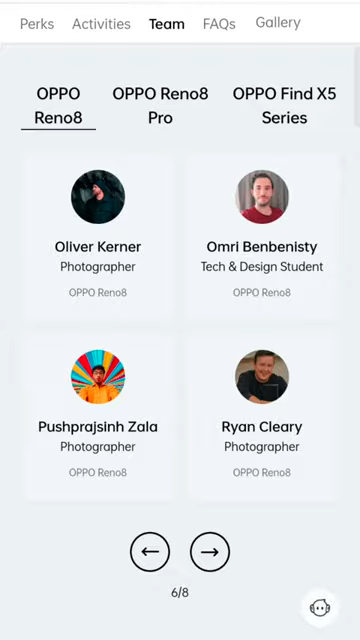 Perks Activities Team FAQs Gallery
OPPO Reno8
OPPO Reno8 Pro
OPPO Find X5 Series
Oliver Kerner
Photographer
OPPO Reno8
Omri Benbenisty
Tech & Design Student
OPPO Reno8
Pushprajsinh Zala
Photographer
OPPO Reno8
Ryan Cleary
Photographer
OPPO Reno8
6/8